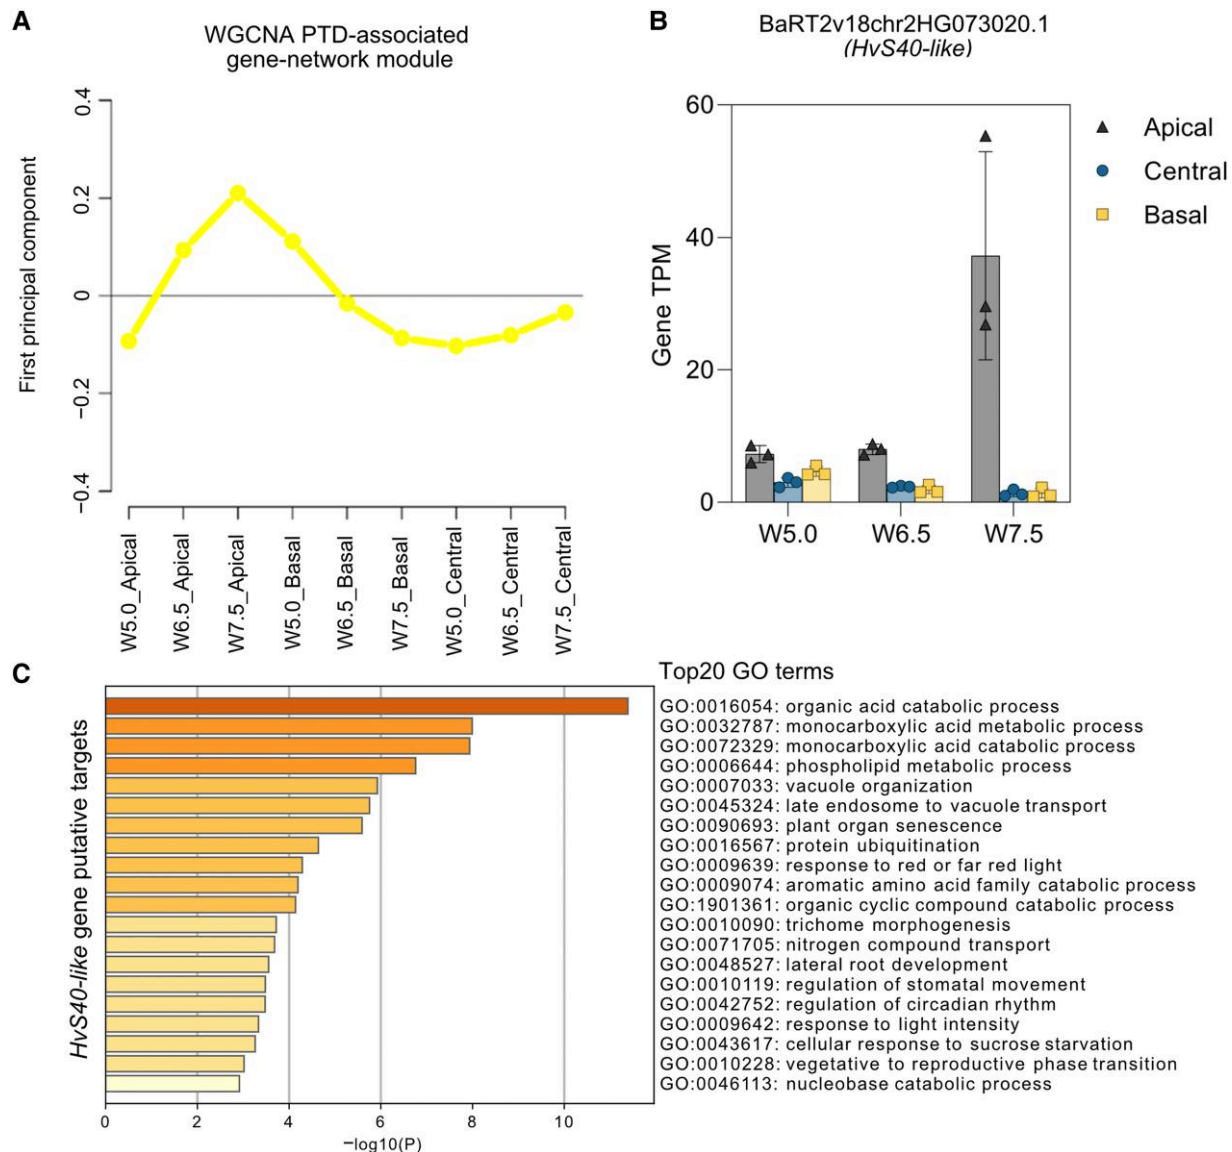 A
WGCNA PTD-associated
gene-network module
First principal component
0.4
0.2
0
−0.2
−0.4
W5.0_Apical
W6.5_Apical
W7.5_Apical
W5.0_Basal
W6.5_Basal
W7.5_Basal
W5.0_Central
W6.5_Central
W7.5_Central
B
BaRT2v18chr2HG073020.1
(HvS40-like)
Gene TPM
60
40
20
0
W5.0
W6.5
W7.5
Apical
Central
Basal
C
HvS40-like gene putative targets
Top20 GO terms
GO:0016054: organic acid catabolic process
GO:0032787: monocarboxylic acid metabolic process
GO:0072329: monocarboxylic acid catabolic process
GO:0006644: phospholipid metabolic process
GO:0007033: vacuole organization
GO:0045324: late endosome to vacuole transport
GO:0090693: plant organ senescence
GO:0016567: protein ubiquitination
GO:0009639: response to red or far red light
GO:0009074: aromatic amino acid family catabolic process
GO:1901361: organic cyclic compound catabolic process
GO:0010090: trichome morphogenesis
GO:0071705: nitrogen compound transport
GO:0048527: lateral root development
GO:0010119: regulation of stomatal movement
GO:0042752: regulation of circadian rhythm
GO:0009642: response to light intensity
GO:0043617: cellular response to sucrose starvation
GO:0010228: vegetative to reproductive phase transition
GO:0046113: nucleobase catabolic process
0 2 4 6 8 10
−log10(P)